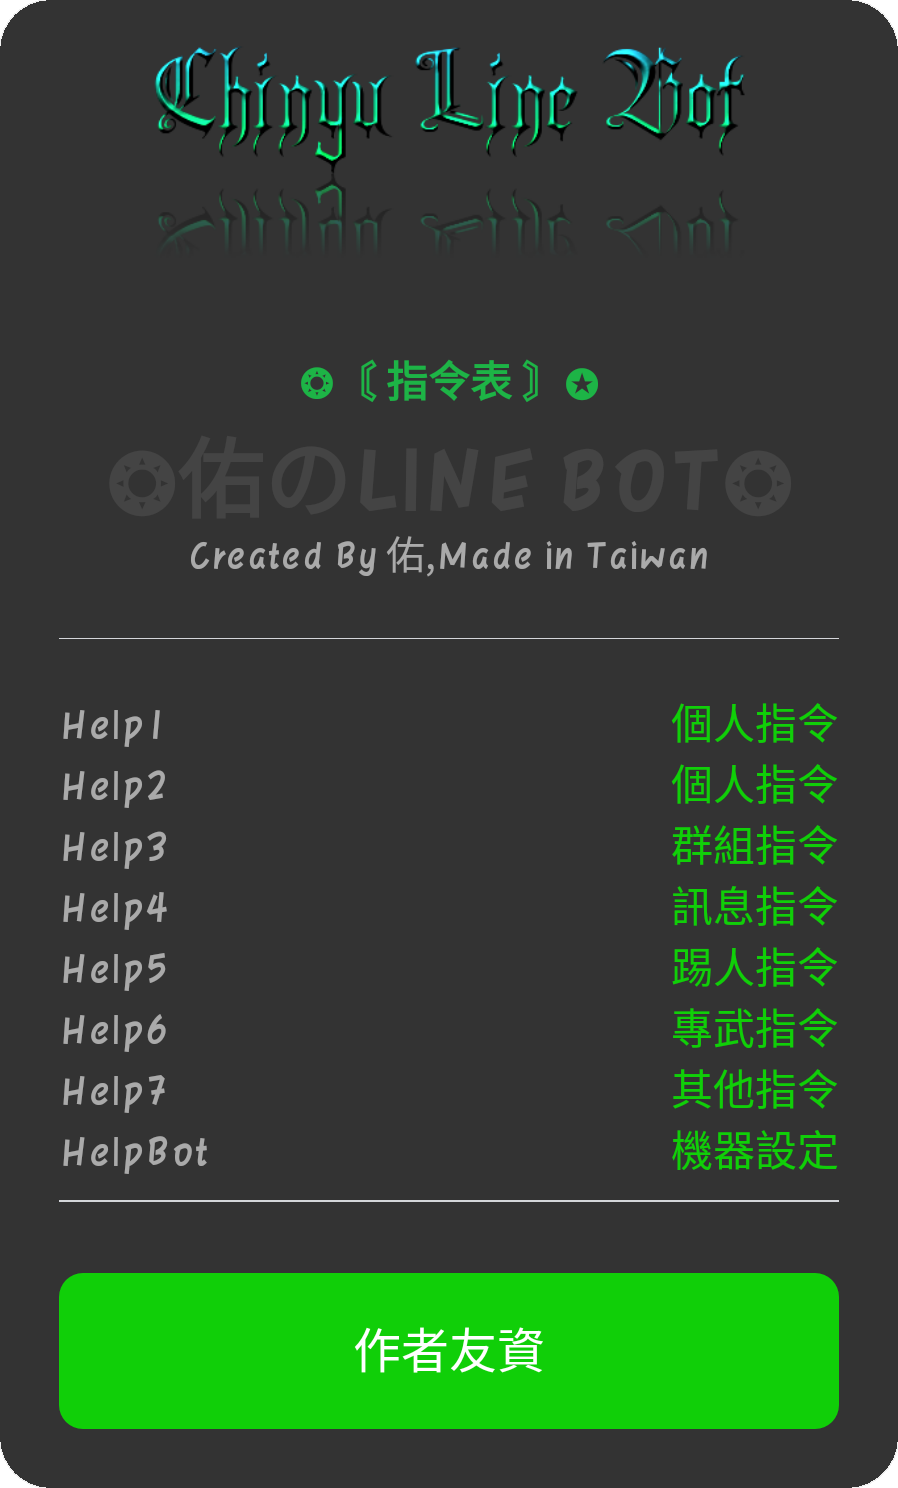 Chinyu Line Bot
❂〘指令表〙✪
❂佑のLINE BOT❂
Created By 佑,Made in Taiwan
Help1 個人指令
Help2 個人指令
Help3 群組指令
Help4 訊息指令
Help5 踢人指令
Help6 專武指令
Help7 其他指令
HelpBot 機器設定
作者友資